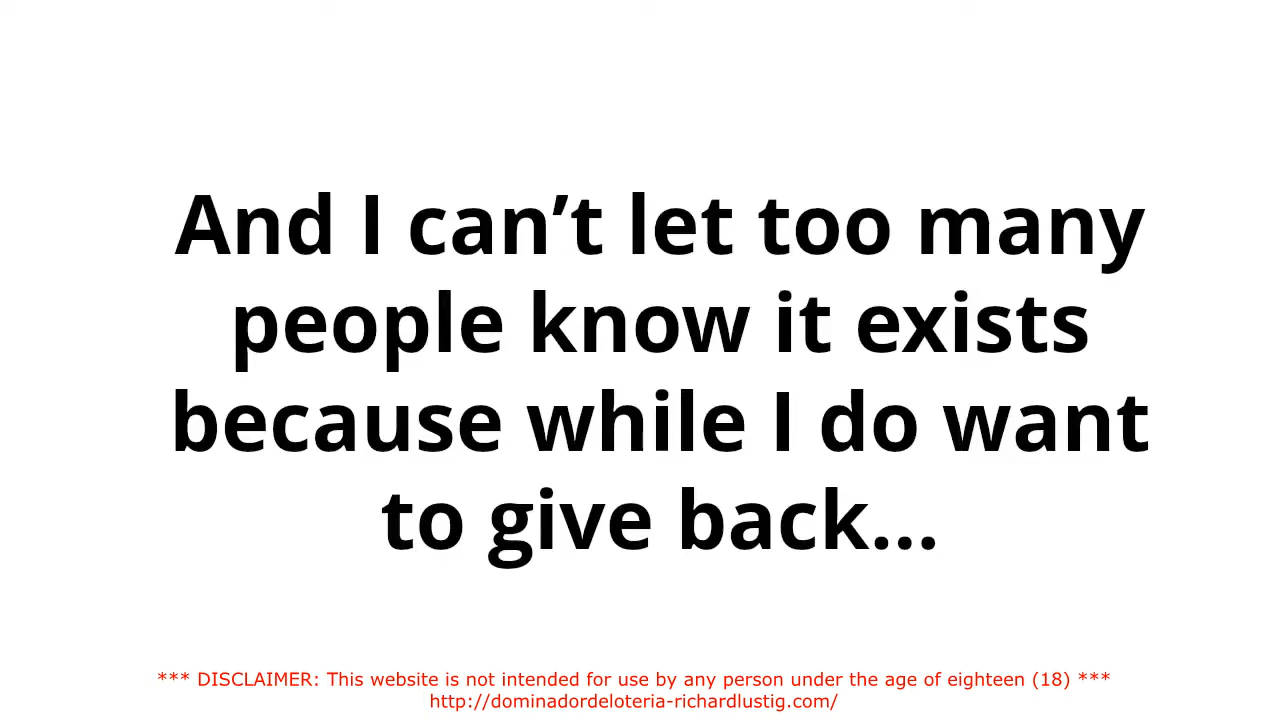 And I can’t let too many
people know it exists
because while I do want
to give back...
*** DISCLAIMER: This website is not intended for use by any person under the age of eighteen (18) ***
http://dominadordeloteria-richardlustig.com/